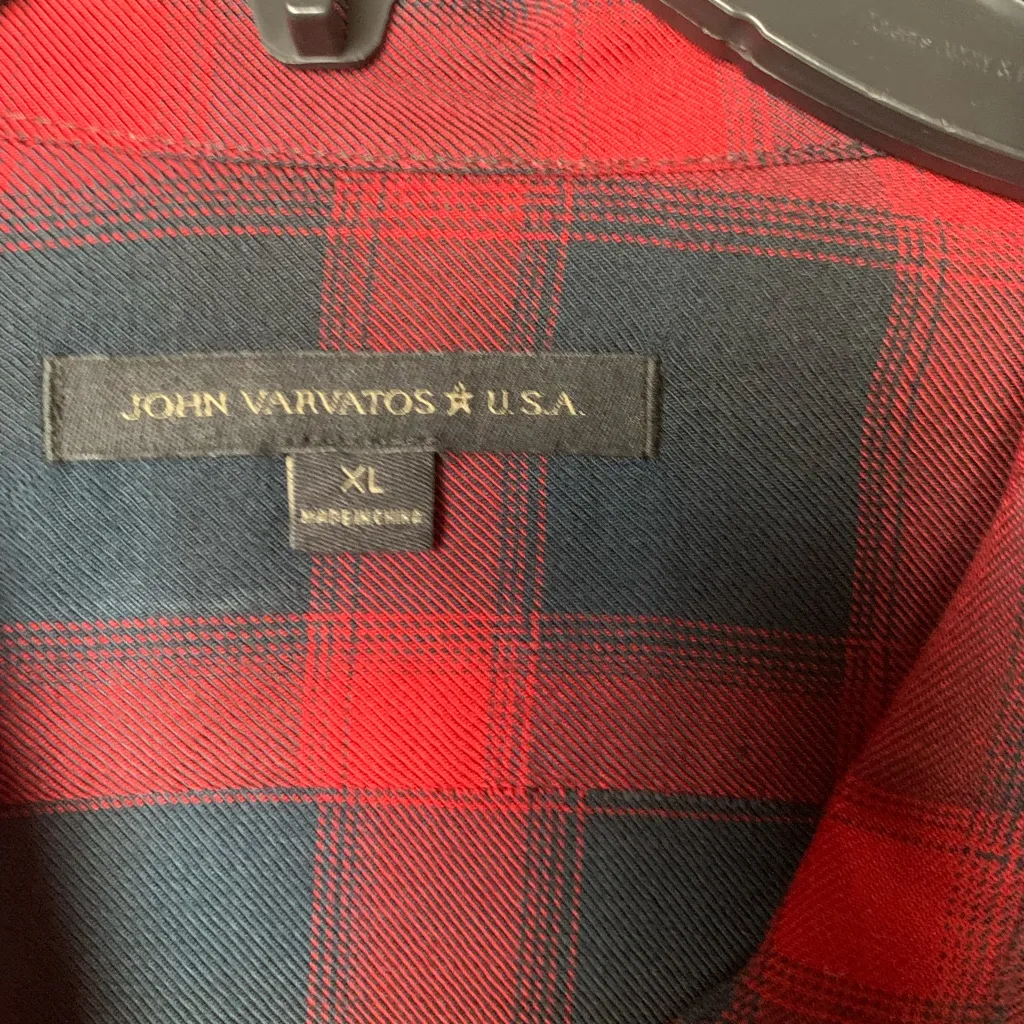 JOHN VARVATOS ★ U.S.A.
XL
MADE IN CHINA